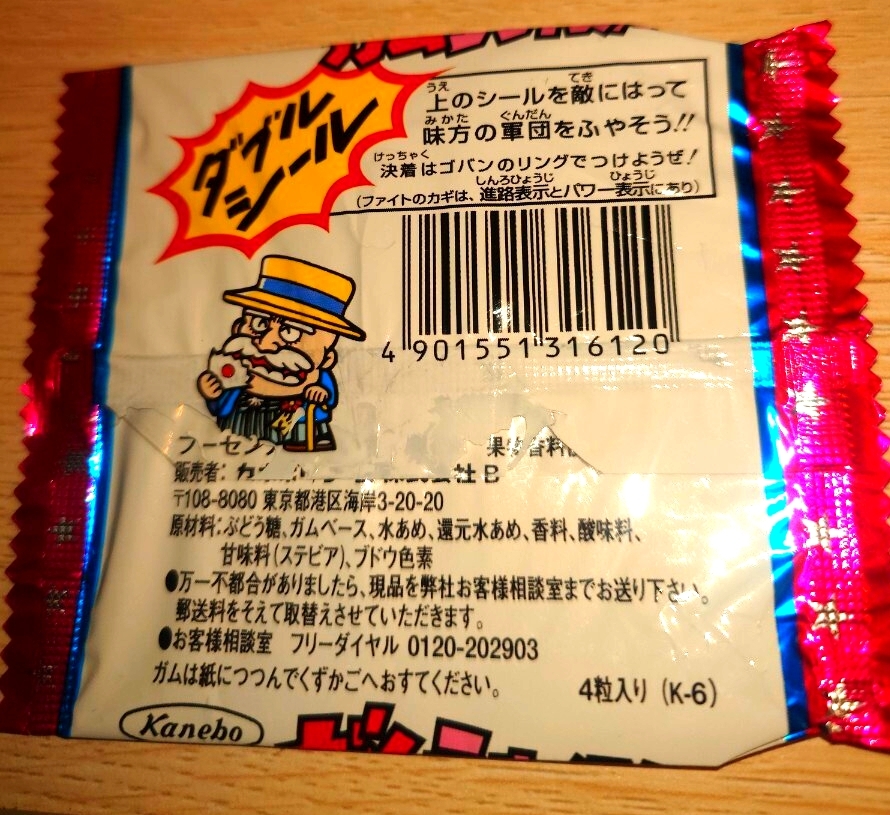 ダブル
シール
上のシールを敵にはって
味方の軍団をふやそう!!
決着はゴバンのリングでつけようぜ!
(ファイトのカギは、進路表示とパワー表示にあり)
4 901551 316120
販売者:
〒108-8080 東京都港区海岸3-20-20
原材料:ぶどう糖、ガムベース、水あめ、還元水あめ、香料、酸味料、
甘味料(ステビア)、ブドウ色素
●万一不都合がありましたら、現品を弊社お客様相談室までお送り下さい。
郵送料をそえて取替えさせていただきます。
●お客様相談室 フリーダイヤル 0120-202903
ガムは紙につつんでくずかごへおすてください。
4粒入り (K-6)
Kanebo